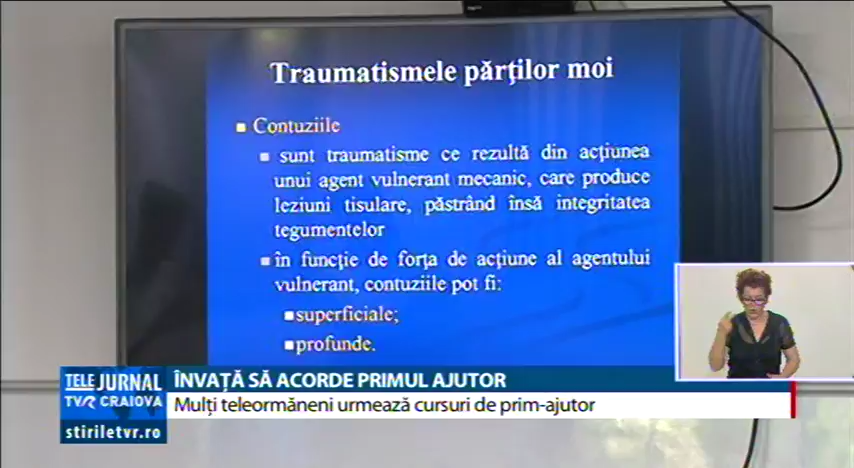 Traumatismele părților moi
Contuziile
sunt traumatisme ce rezultă din acțiunea
unui agent vulnerant mecanic, care produce
leziuni tisulare, păstrând însă integritatea
tegumentelor
în funcție de forța de acțiune al agentului
vulnerant, contuziile pot fi:
superficiale;
profunde.
TELE JURNAL
TVR CRAIOVA
stiriletvr.ro
ÎNVAȚĂ SĂ ACORDE PRIMUL AJUTOR
Mulți teleormăneni urmează cursuri de prim-ajutor